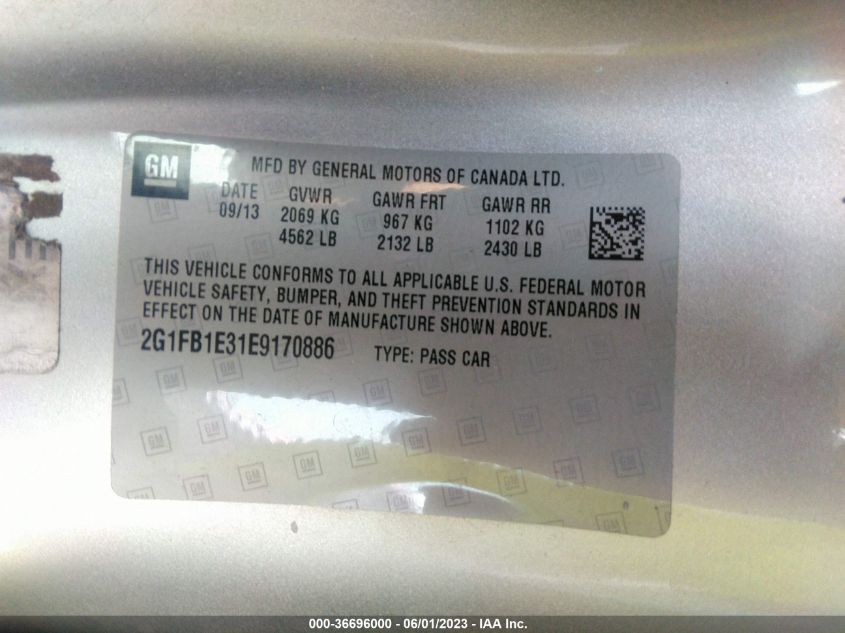 GM
MFD BY GENERAL MOTORS OF CANADA LTD.
DATE GVWR GAWR FRT GAWR RR
09/13 2069 KG 967 KG 1102 KG
4562 LB 2132 LB 2430 LB
THIS VEHICLE CONFORMS TO ALL APPLICABLE U.S. FEDERAL MOTOR
VEHICLE SAFETY, BUMPER, AND THEFT PREVENTION STANDARDS IN
EFFECT ON THE DATE OF MANUFACTURE SHOWN ABOVE.
2G1FB1E31E9170886 TYPE: PASS CAR
000-36696000 - 06/01/2023 - IAA Inc.